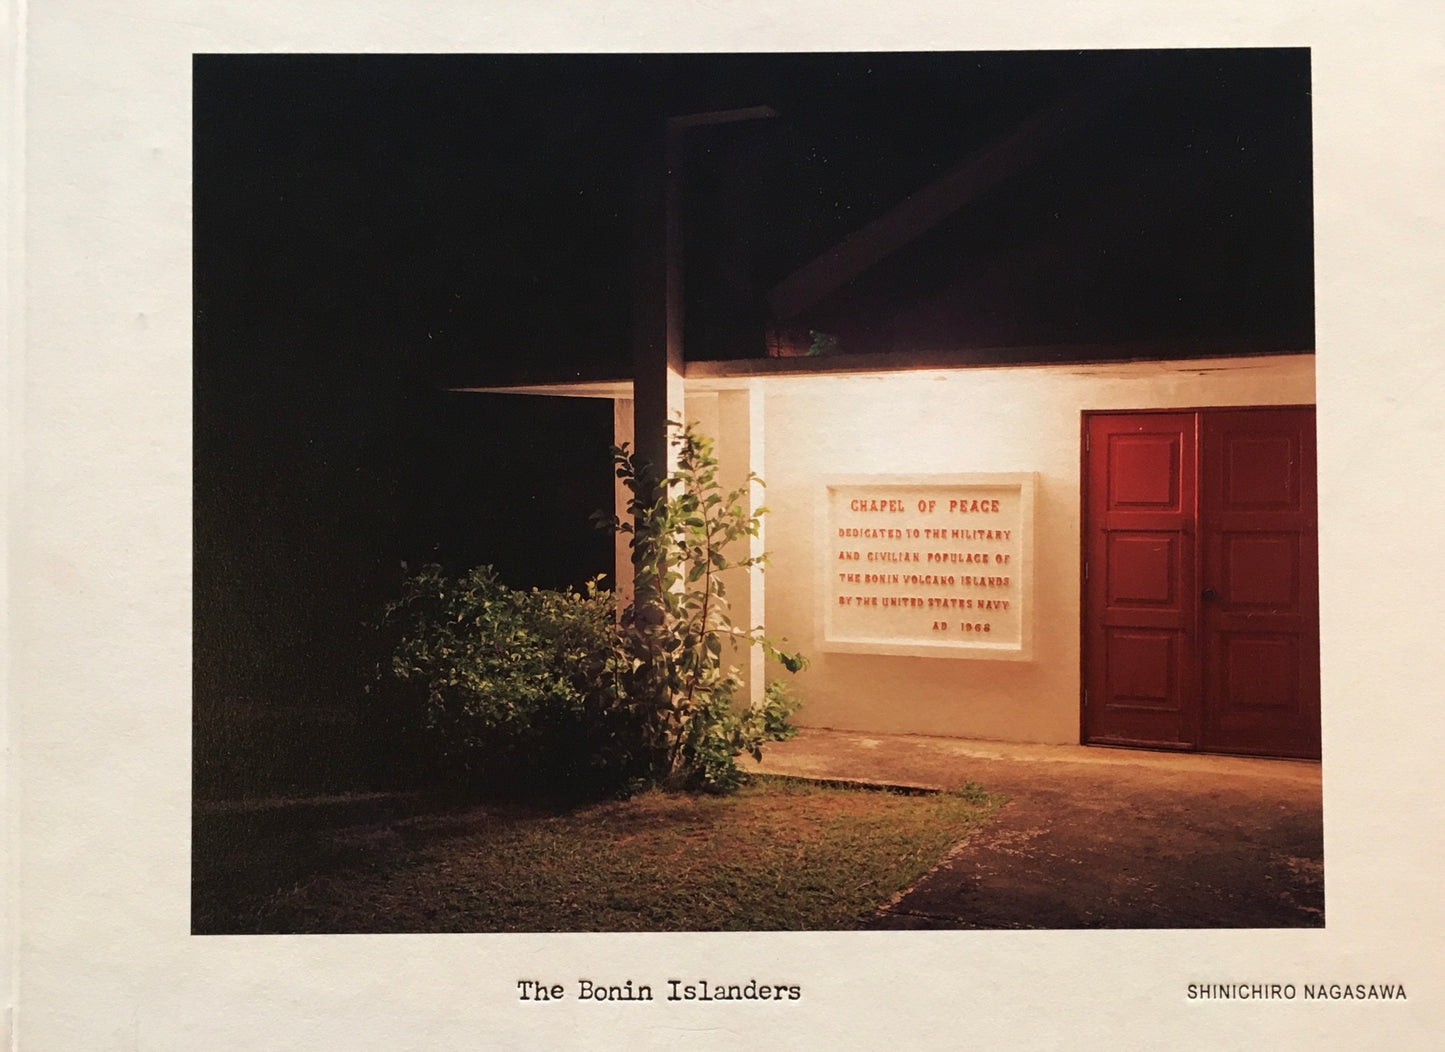 CHAPEL OF PEACE
DEDICATED TO THE MILITARY
AND CIVILIAN POPULACE OF
THE BONIN VOLCANO ISLANDS
BY THE UNITED STATES NAVY
AD 1968
The Bonin Islanders
SHINICHIRO NAGASAWA